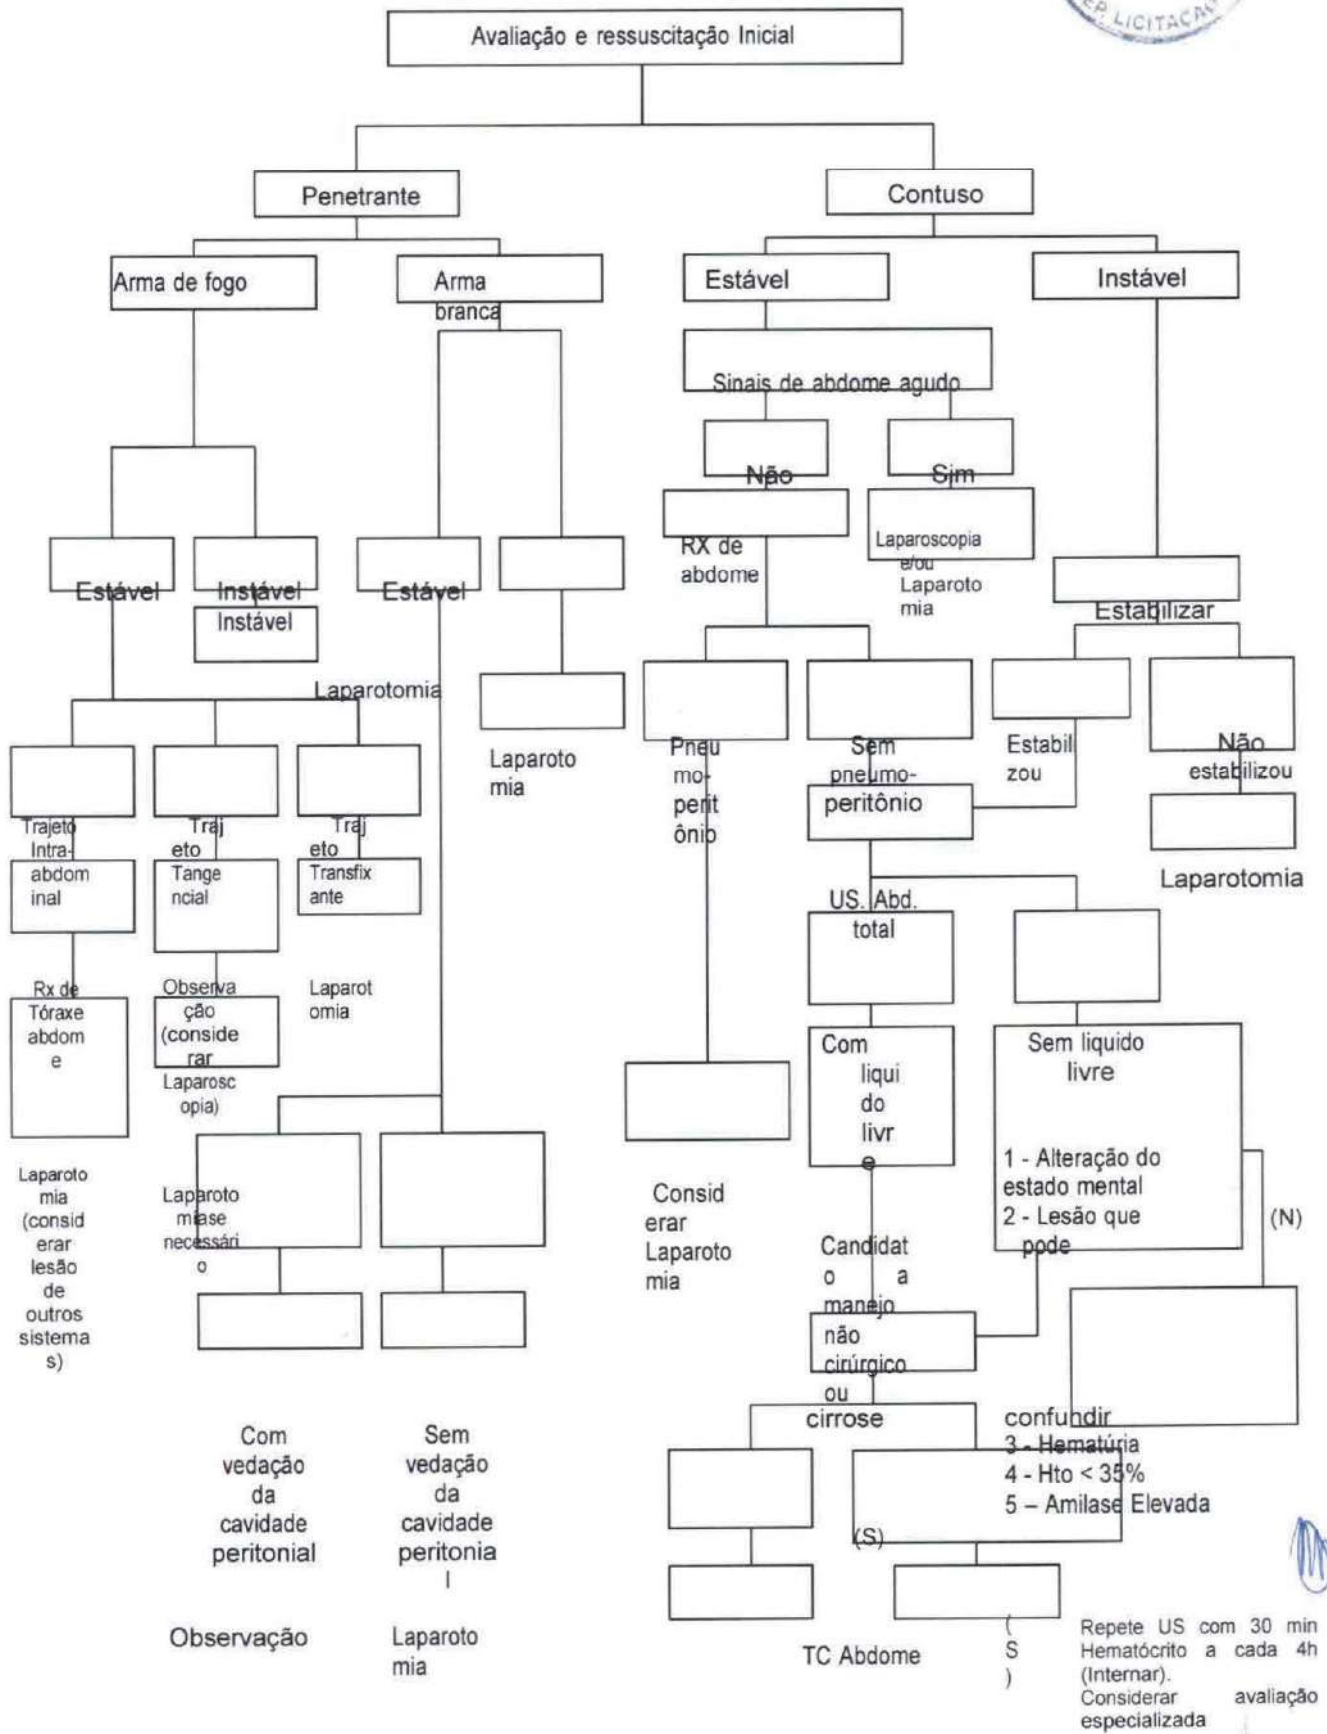 LICITAÇÃO
Avaliação e ressuscitação Inicial
Penetrante
Contuso
Arma de fogo
Arma
branca
Estável
Instável
Sinais de abdome agudo
Não
Sim
RX de
abdome
Laparoscopia
e/ou
Laparoto
mia
Estável
Instável
Instável
Estável
Estabilizar
Laparotomia
Laparoto
mia
Pneu
mo-
perit
ônio
Sem
pneumo-
peritônio
Estabili
zou
Não
estabilizou
Laparotomia
Trajeto
Intra-
abdom
inal
Traj
eto
Tange
ncial
Traj
eto
Transfix
ante
US. Abd.
total
Rx de
Tóraxe
abdom
e
Observa
ção
(conside
rar
Laparosc
opia)
Laparot
omia
Com
liqui
do
livr
e
Sem liquido
livre
1 - Alteração do
estado mental
2 - Lesão que
pode
(N)
Laparoto
mia
(consid
erar
lesão
de
outros
sistema
s)
Laparoto
miase
necessári
o
Consid
erar
Laparoto
mia
Candidat
o a
manejo
não
cirúrgico
ou
cirrose
confundir
3 - Hematúria
4 - Hto < 35%
5 – Amilase Elevada
(S)
Com
vedação
da
cavidade
peritonial
Sem
vedação
da
cavidade
peritonia
l
Observação
Laparoto
mia
TC Abdome
(
S
)
Repete US com 30 min
Hematócrito a cada 4h
(Internar).
Considerar avaliação
especializada